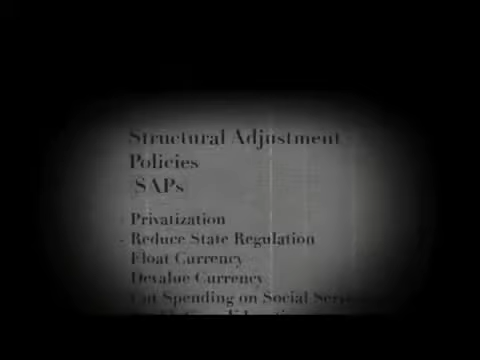 Structural Adjustment
Policies
SAPs
- Privatization
- Reduce State Regulation
Float Currency
Devalue Currency
Cut Spending on Social